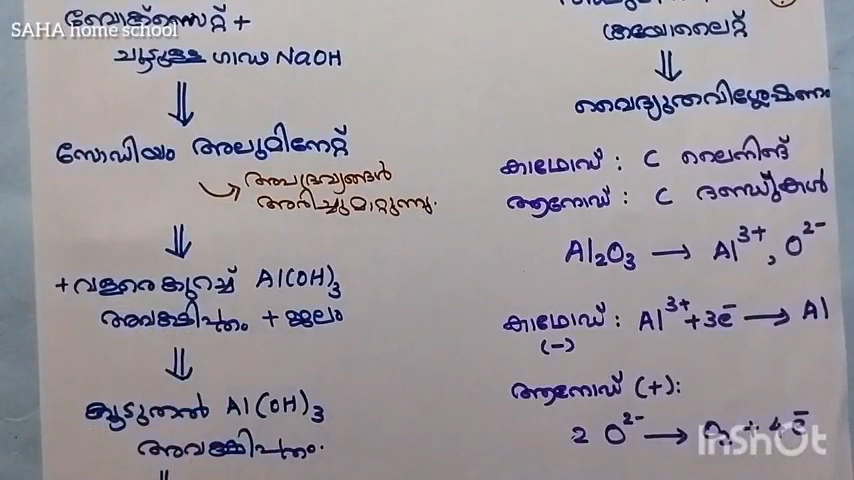 SAHA home school
ബോക്സൈറ്റ് +
ചൂടുള്ള ഗാഢ NaOH
⇓
സോഡിയം അലൂമിനേറ്റ്
അപദ്രവ്യങ്ങൾ
അരിച്ചുമാറ്റുന്നു.
⇓
+ വളരെ കുറച്ച് Al(OH)3
അവക്ഷിപ്തം + ജലം
⇓
കൂടുതൽ Al(OH)3
അവക്ഷിപ്തം.
ക്രയോലൈറ്റ്
⇓
വൈദ്യുതവിശ്ലേഷണം
കാഥോഡ് : C ലൈനിങ്ങ്
ആനോഡ് : C ദണ്ഡുകൾ
Al2O3 → Al3+, O2-
കാഥോഡ് : Al3+ + 3e- → Al
(-)
ആനോഡ് (+):
2 O2- → O2 + 4e-
InShOt